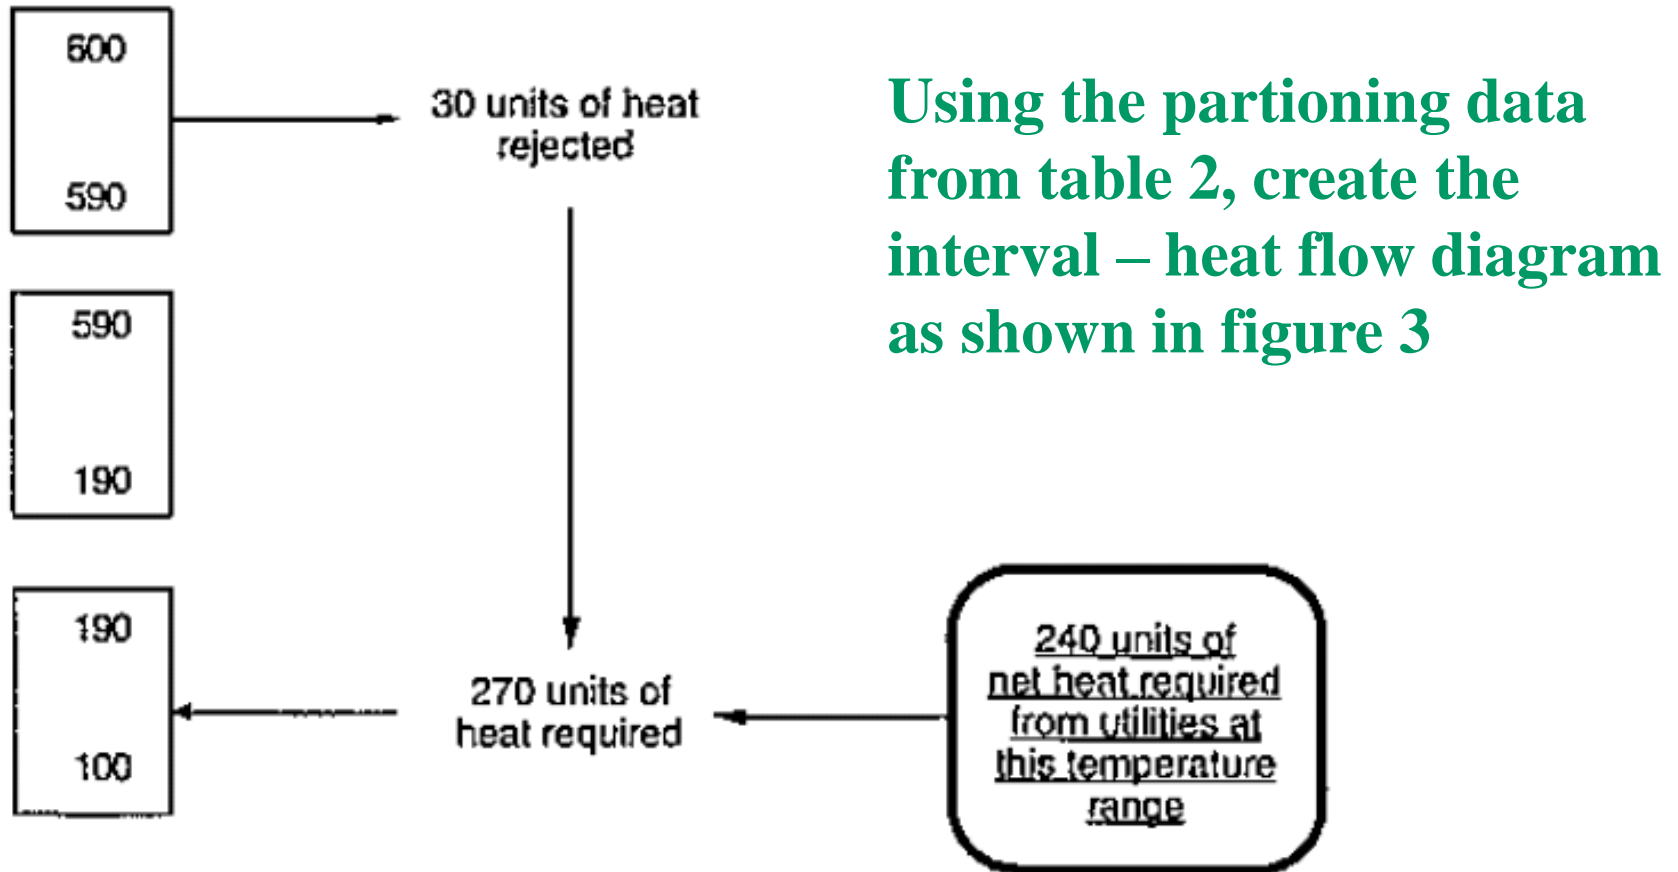 600
590
30 units of heat
rejected
Using the partioning data
from table 2, create the
interval – heat flow diagram
as shown in figure 3
590
190
190
100
270 units of
heat required
240 units of
net heat required
from utilities at
this temperature
range